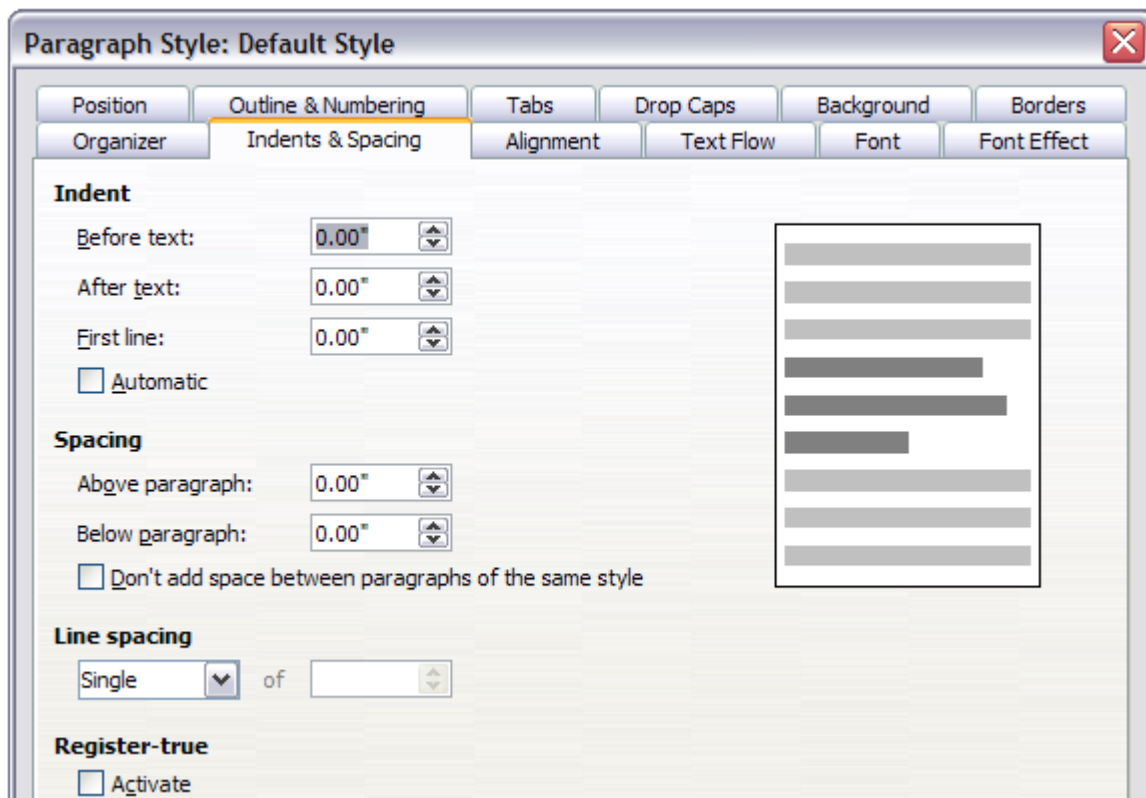 Paragraph Style: Default Style
Position Outline & Numbering Tabs Drop Caps Background Borders
Organizer Indents & Spacing Alignment Text Flow Font Font Effect
Indent
Before text: 0.00"
After text: 0.00"
First line: 0.00"
Automatic
Spacing
Above paragraph: 0.00"
Below paragraph: 0.00"
Don't add space between paragraphs of the same style
Line spacing
Single of
Register-true
Activate